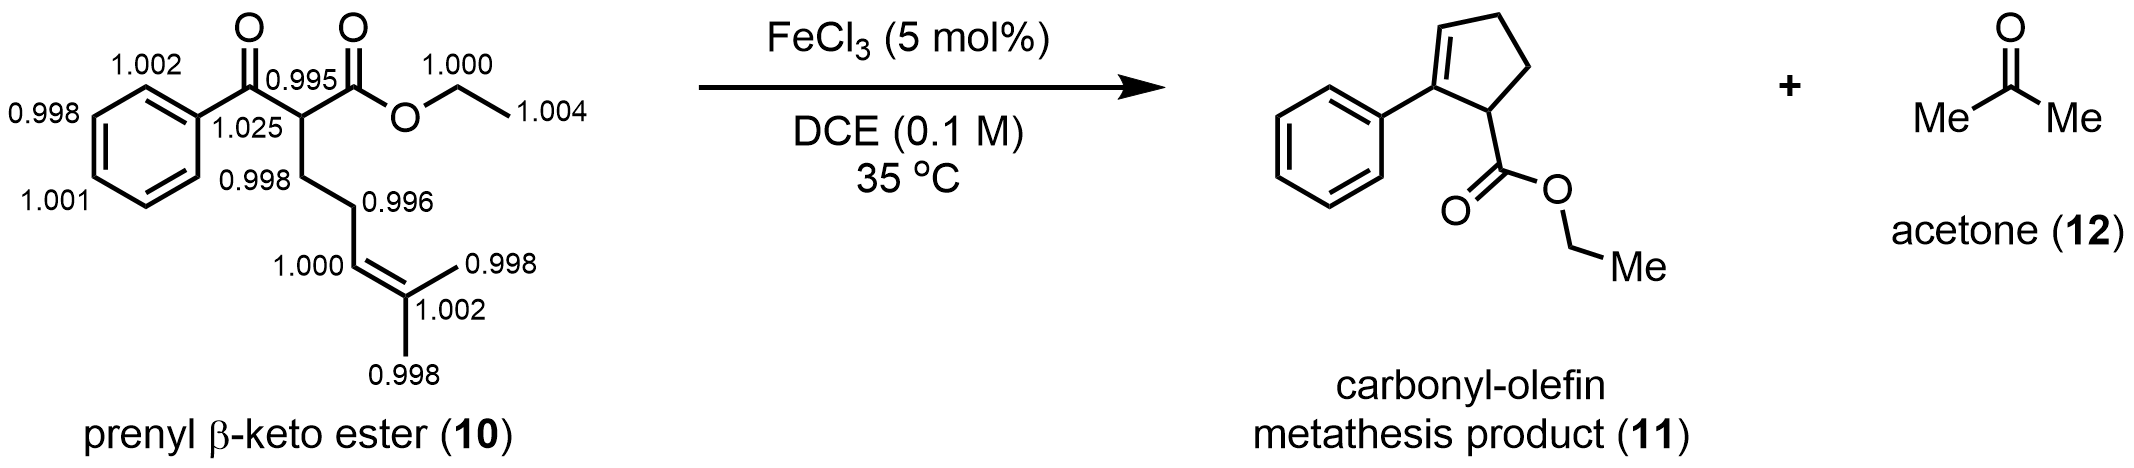 O
O
1.002
0.995
1.000
0.998
O
1.004
1.025
1.001
0.998
0.996
1.000
0.998
1.002
0.998
prenyl β-keto ester (10)
FeCl₃ (5 mol%)
DCE (0.1 M)
35 ºC
O
O
Me
carbonyl-olefin
metathesis product (11)
+
O
Me
Me
acetone (12)